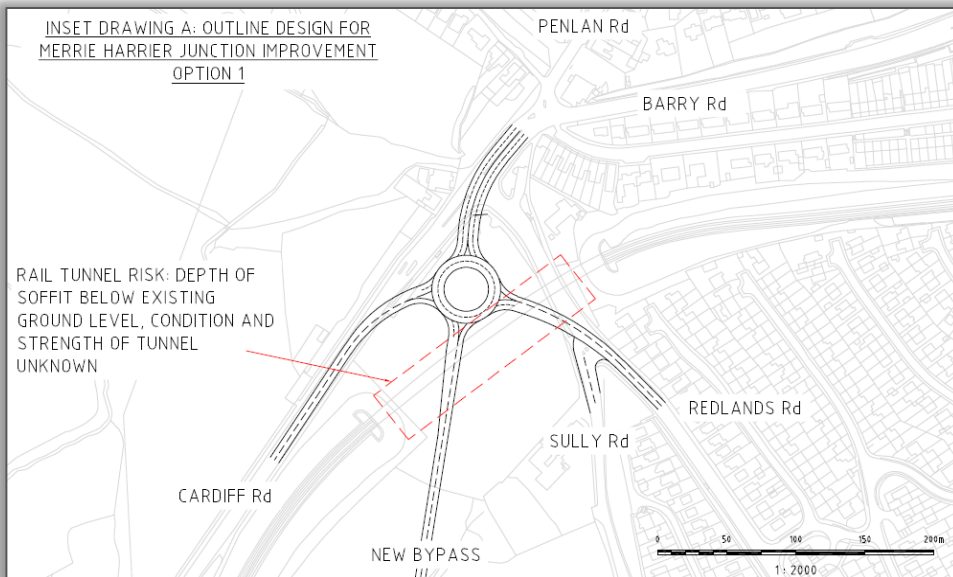 INSET DRAWING A: OUTLINE DESIGN FOR
MERRIE HARRIER JUNCTION IMPROVEMENT
OPTION 1
PENLAN Rd
BARRY Rd
RAIL TUNNEL RISK: DEPTH OF
SOFFIT BELOW EXISTING
GROUND LEVEL, CONDITION AND
STRENGTH OF TUNNEL
UNKNOWN
REDLANDS Rd
SULLY Rd
CARDIFF Rd
NEW BYPASS
0 50 100 150 200m
1:2000